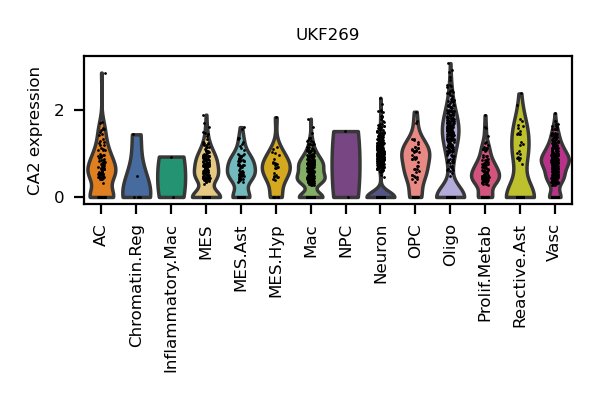 UKF269
CA2 expression
2
0
AC
Chromatin.Reg
Inflammatory.Mac
MES
MES.Ast
MES.Hyp
Mac
NPC
Neuron
OPC
Oligo
Prolif.Metab
Reactive.Ast
Vasc